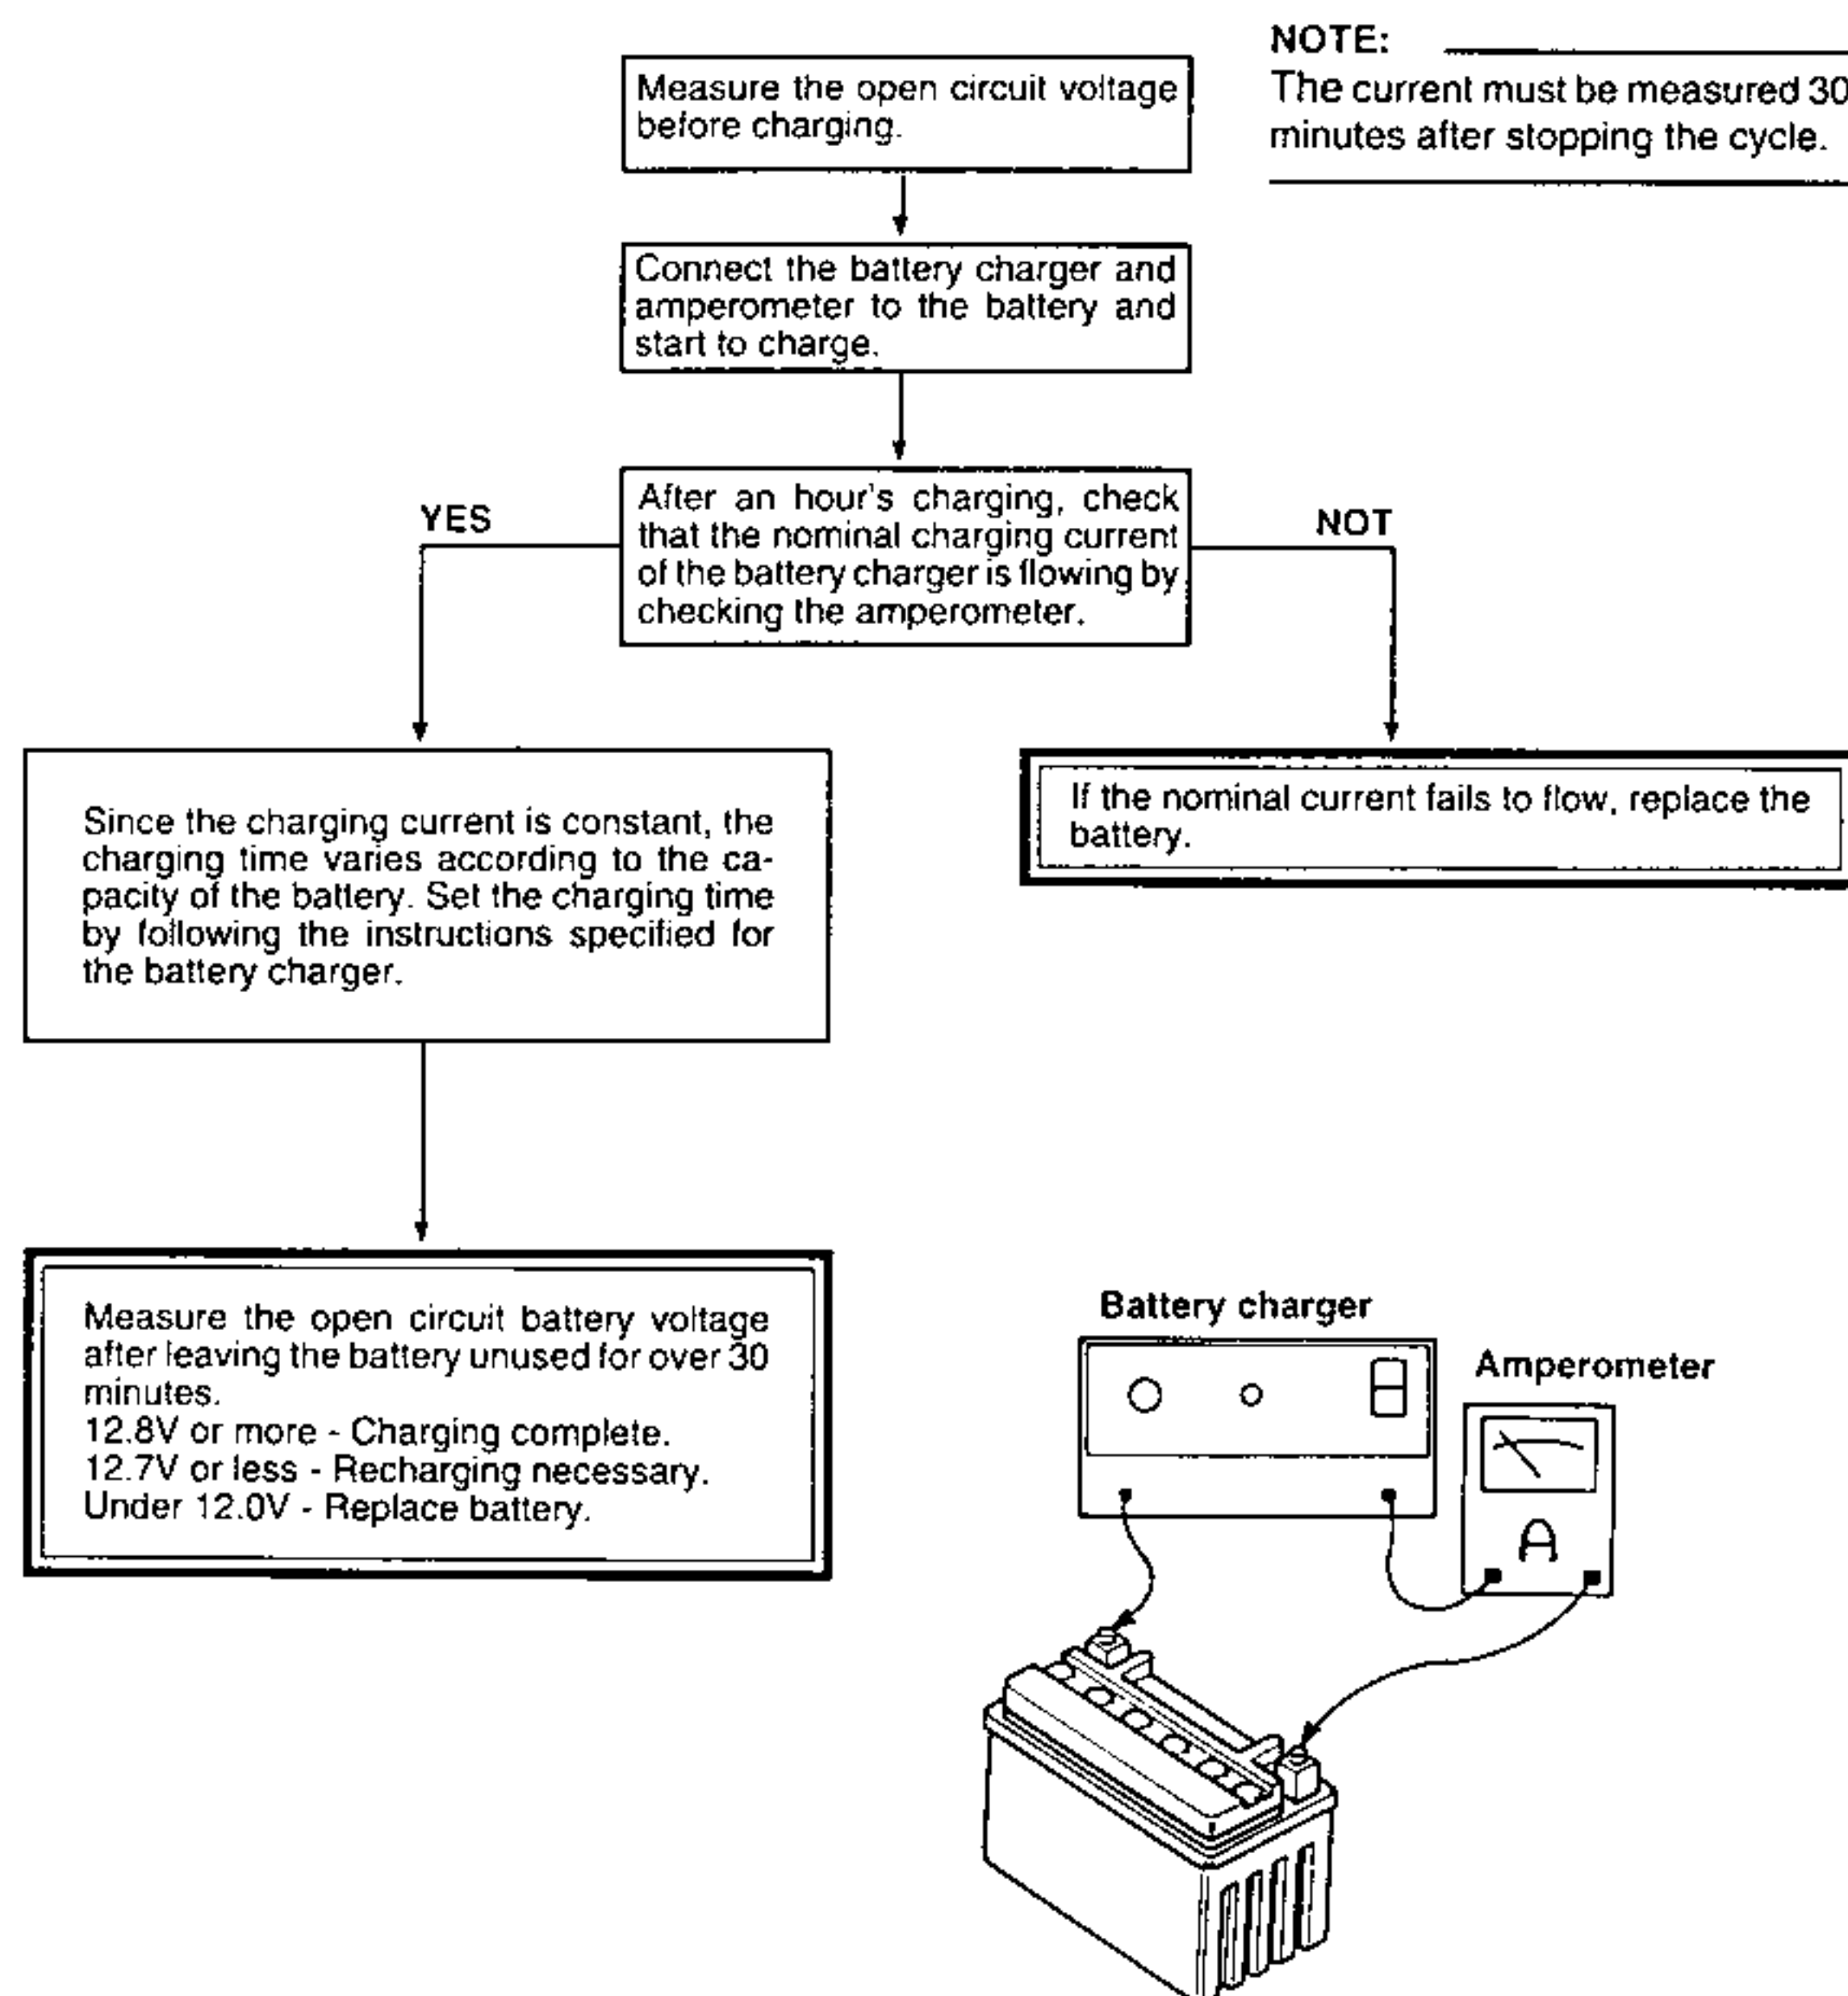 NOTE:
The current must be measured 30
minutes after stopping the cycle.
Measure the open circuit voltage
before charging.
Connect the battery charger and
amperometer to the battery and
start to charge.
After an hour's charging, check
that the nominal charging current
of the battery charger is flowing by
checking the amperometer.
YES
NOT
Since the charging current is constant, the
charging time varies according to the ca-
pacity of the battery. Set the charging time
by following the instructions specified for
the battery charger.
If the nominal current fails to flow, replace the
battery.
Measure the open circuit battery voltage
after leaving the battery unused for over 30
minutes.
12.8V or more - Charging complete.
12.7V or less - Recharging necessary.
Under 12.0V - Replace battery.
Battery charger
Amperometer
A